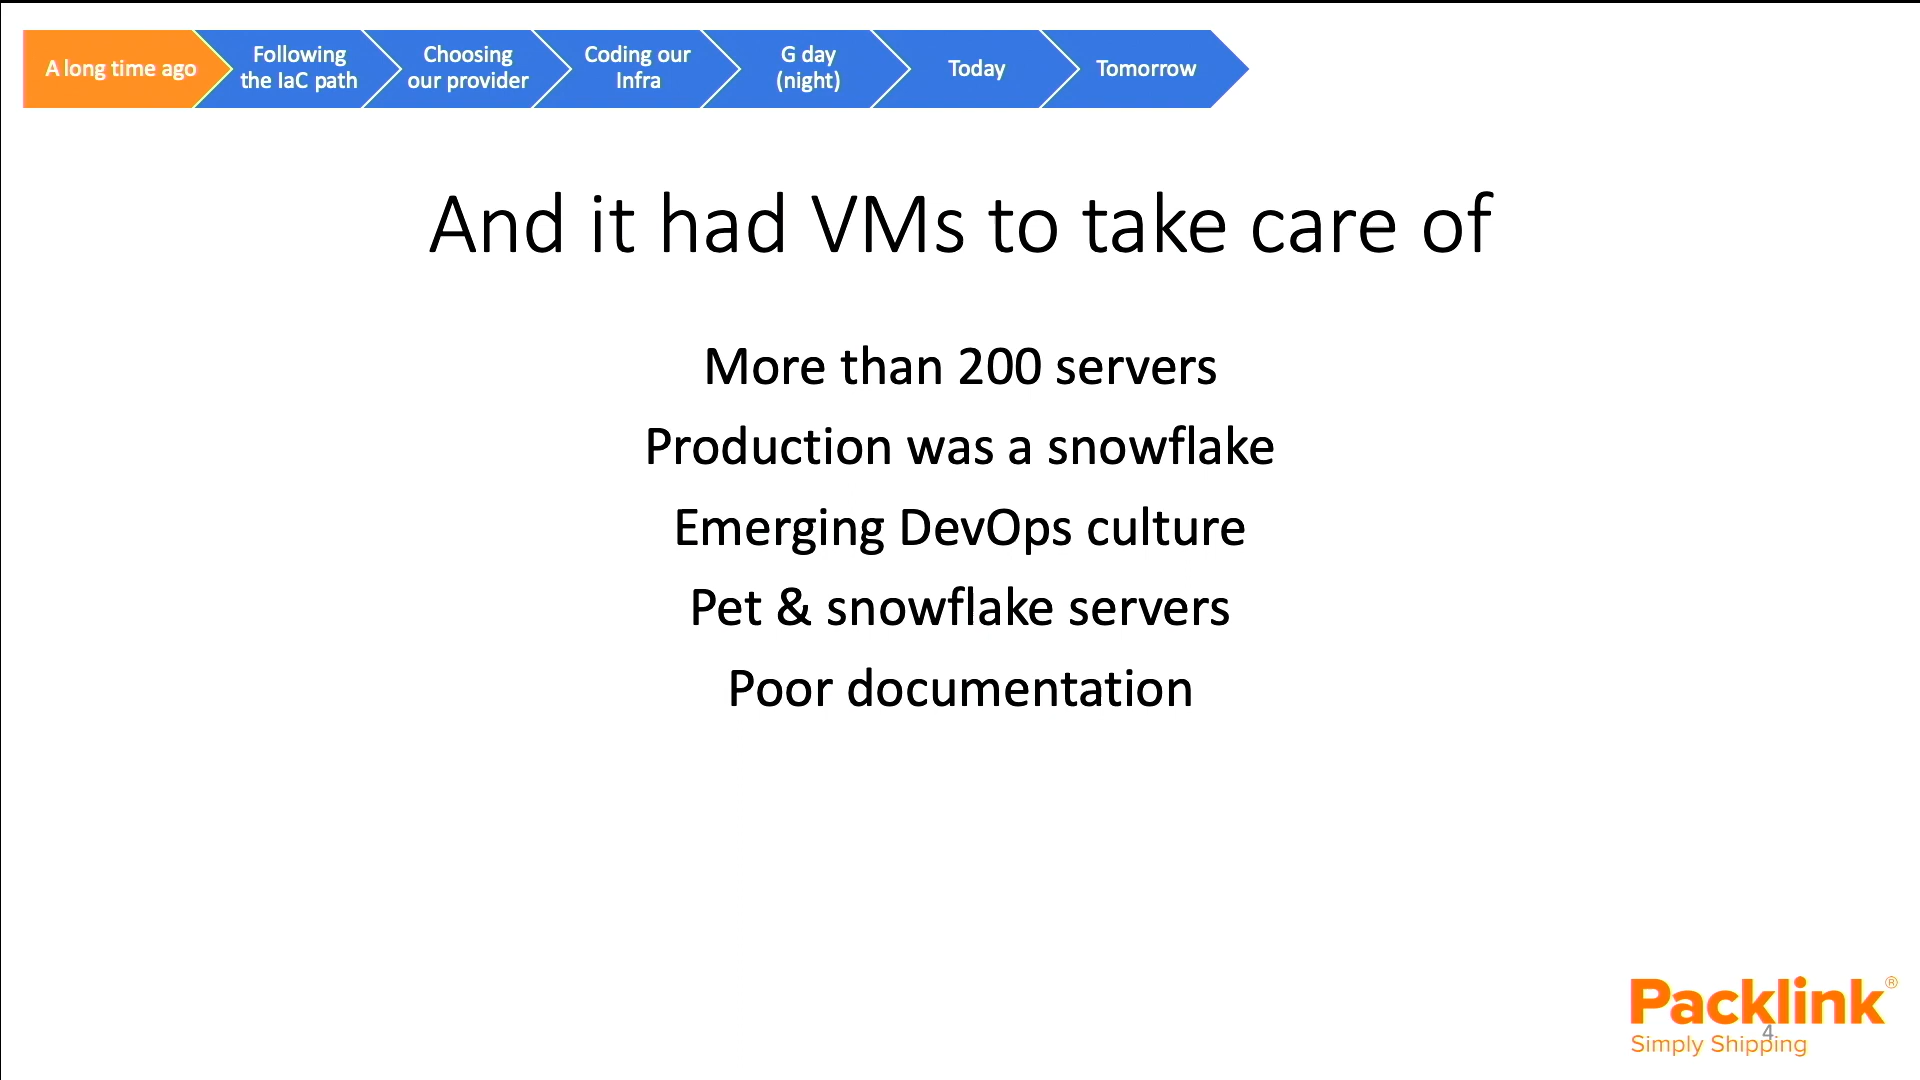 A long time ago
Following
the IaC path
Choosing
our provider
Coding our
Infra
G day
(night)
Today
Tomorrow
And it had VMs to take care of
More than 200 servers
Production was a snowflake
Emerging DevOps culture
Pet & snowflake servers
Poor documentation
Packlink®
4
Simply Shipping